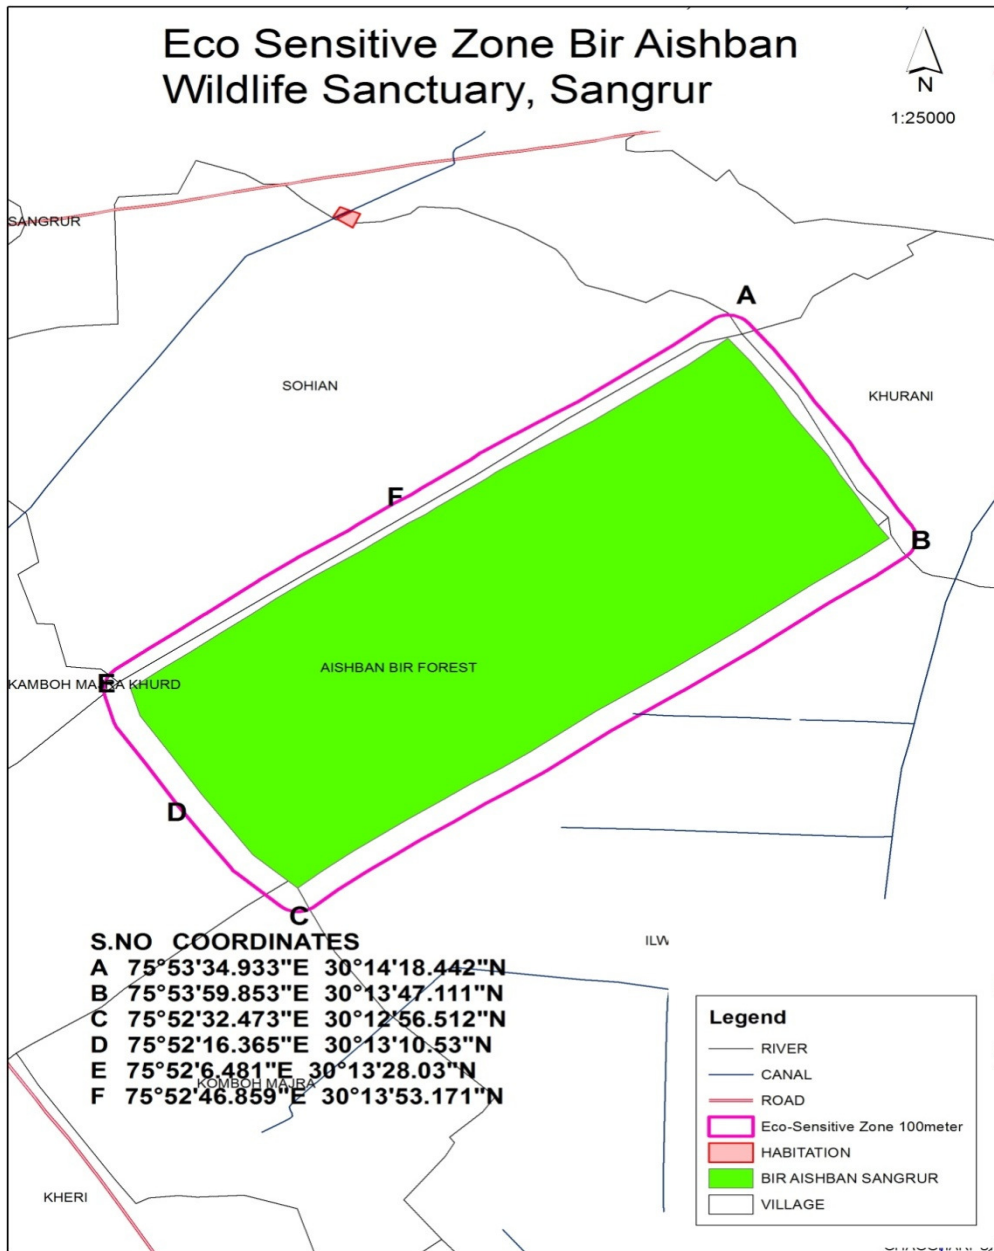 Eco Sensitive Zone Bir Aishban
Wildlife Sanctuary, Sangrur
N
1:25000
SANGRUR
A
SOHIAN
KHURANI
F
B
AISHBAN BIR FOREST
E
KAMBOH MAJRA KHURD
D
C
S.NO COORDINATES
A 75°53'34.933"E 30°14'18.442"N
B 75°53'59.853"E 30°13'47.111"N
C 75°52'32.473"E 30°12'56.512"N
D 75°52'16.365"E 30°13'10.53"N
E 75°52'6.481"E 30°13'28.03"N
F 75°52'46.859"E 30°13'53.171"N
ILW
KOMBOH MAJRA
KHERI
Legend
RIVER
CANAL
ROAD
Eco-Sensitive Zone 100meter
HABITATION
BIR AISHBAN SANGRUR
VILLAGE